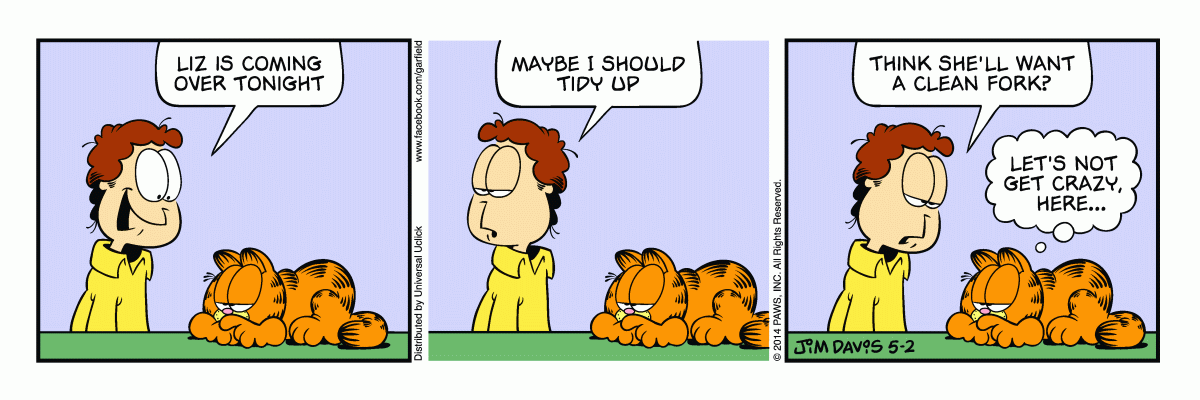 LIZ IS COMING
OVER TONIGHT
www.facebook.com/garfield
Distributed by Universal Uclick
MAYBE I SHOULD
TIDY UP
© 2014 PAWS, INC. All Rights Reserved.
THINK SHE'LL WANT
A CLEAN FORK?
LET'S NOT
GET CRAZY,
HERE...
JIM DAVIS 5-2